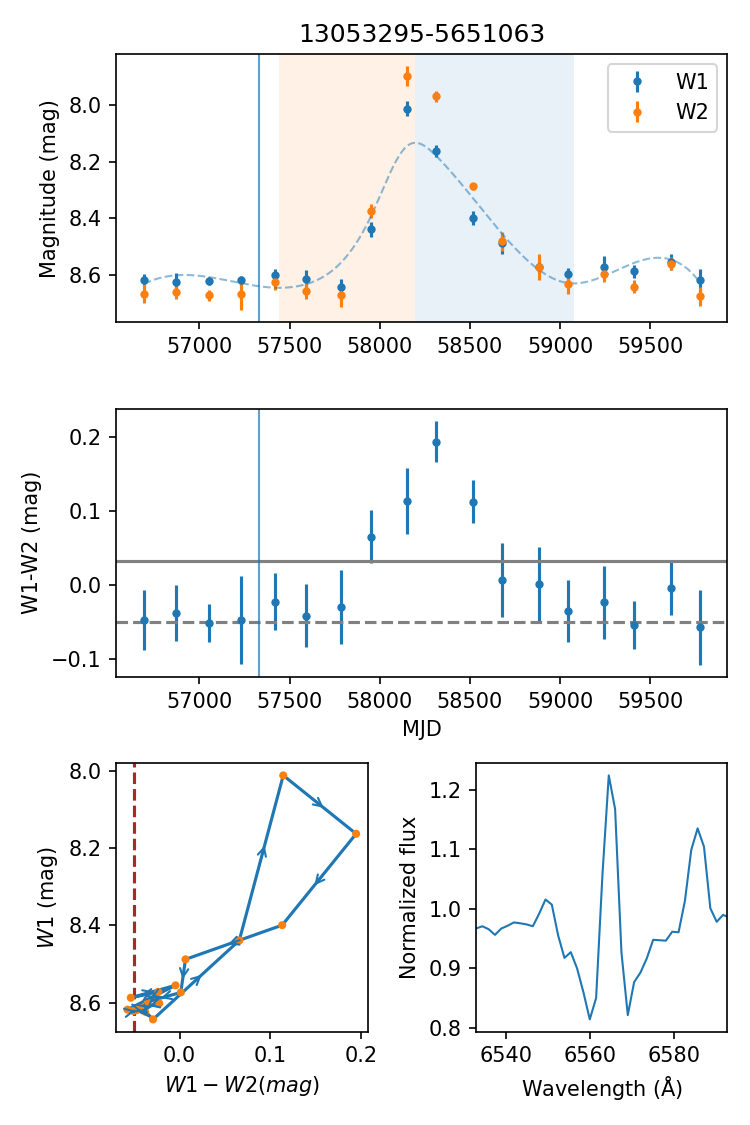 13053295-5651063
Magnitude (mag)
8.0
8.2
8.4
8.6
W1
W2
57000 57500 58000 58500 59000 59500
W1-W2 (mag)
0.2
0.1
0.0
−0.1
57000 57500 58000 58500 59000 59500
MJD
W1 (mag)
8.0
8.2
8.4
8.6
0.0 0.1 0.2
W1 − W2(mag)
Normalized flux
1.2
1.1
1.0
0.9
0.8
6540 6560 6580
Wavelength (Å)